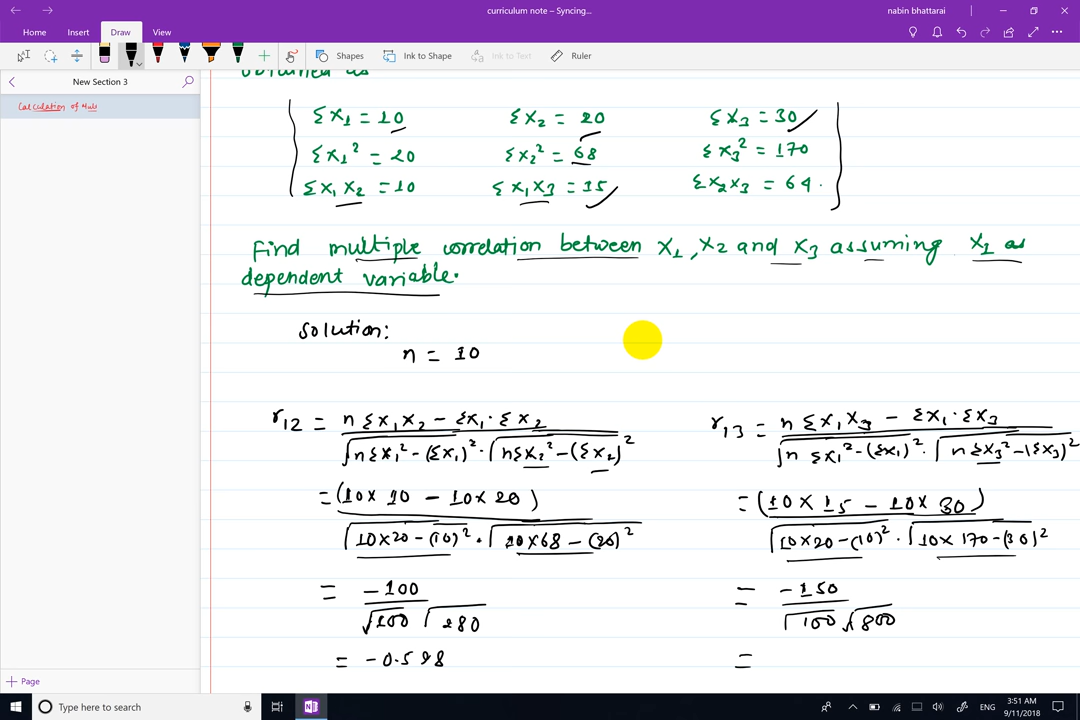 curriculum note – Syncing...
nabin bhattarai
Home Insert Draw View
Shapes Ink to Shape Ink to Text Ruler
New Section 3
Calculation of
obtained as
Σx₁ = 10 Σx₂ = 20 Σx₃ = 30
Σx₁² = 20 Σx₂² = 68 Σx₃² = 170
Σx₁x₂ = 10 Σx₁x₃ = 15 Σx₂x₃ = 64.
Find multiple correlation between x₁, x₂ and x₃ assuming x₁ as
dependent variable.
Solution:
n = 10
r₁₂ = (nΣx₁x₂ − Σx₁·Σx₂) / (√nΣx₁² − (Σx₁)² · √nΣx₂² − (Σx₂)²)
r₁₃ = (nΣx₁x₃ − Σx₁·Σx₃) / (√nΣx₁² − (Σx₁)² · √nΣx₃² − (Σx₃)²)
= (10 × 10 − 10 × 20) / (√10×20 − (10)² · √10×68 − (20)²)
= (10 × 15 − 10 × 30) / (√10×20 − (10)² · √10×170 − (30)²)
= −100 / √100 √280
= −150 / √100 √800
= −0.598
=
+ Page
Type here to search
ENG
3:51 AM
9/11/2018